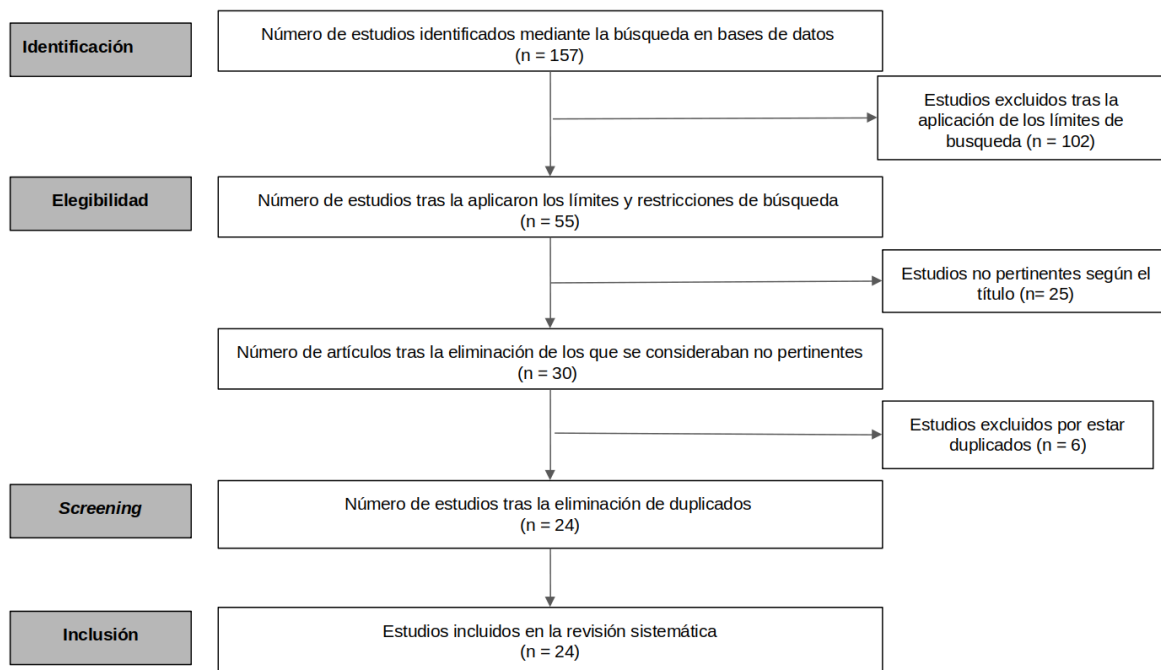 Identificación
Número de estudios identificados mediante la búsqueda en bases de datos
(n = 157)
Estudios excluidos tras la
aplicación de los límites de
busqueda (n = 102)
Elegibilidad
Número de estudios tras la aplicaron los límites y restricciones de búsqueda
(n = 55)
Estudios no pertinentes según el
título (n= 25)
Número de artículos tras la eliminación de los que se consideraban no pertinentes
(n = 30)
Estudios excluidos por estar
duplicados (n = 6)
Screening
Número de estudios tras la eliminación de duplicados
(n = 24)
Inclusión
Estudios incluidos en la revisión sistemática
(n = 24)